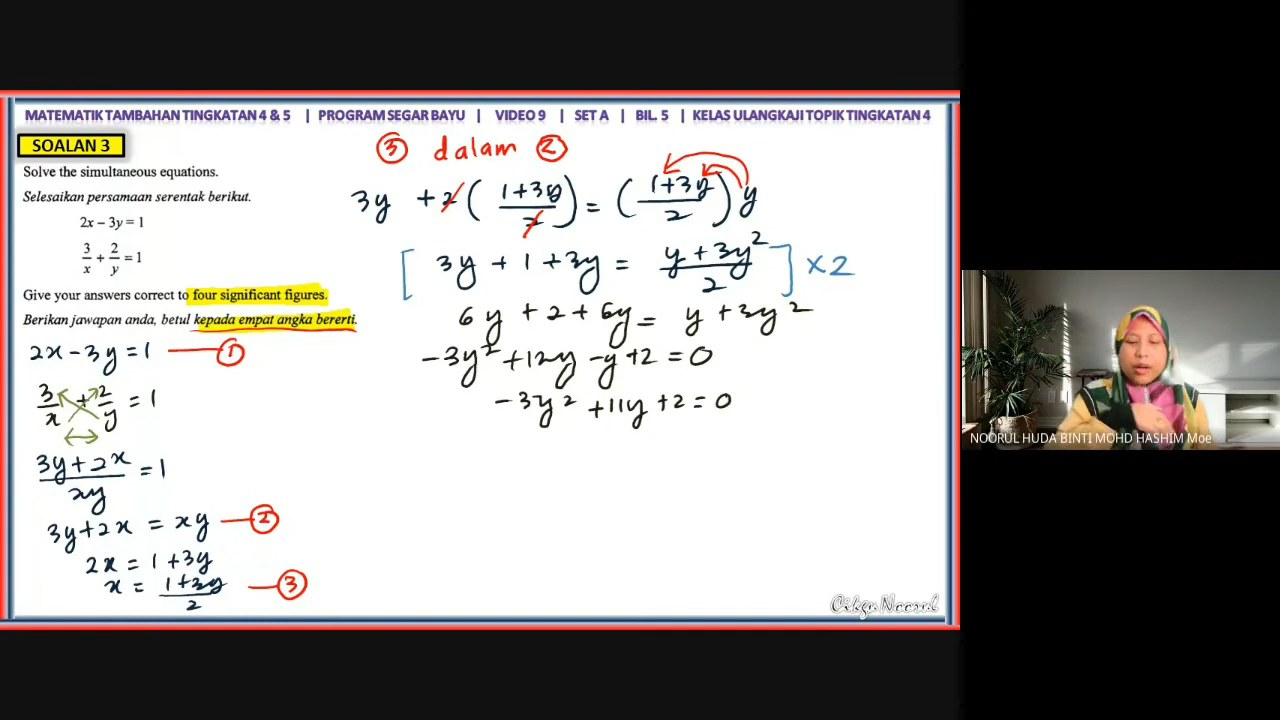 MATEMATIK TAMBAHAN TINGKATAN 4 & 5 | PROGRAM SEGAR BAYU | VIDEO 9 | SET A | BIL. 5 | KELAS ULANGKAJI TOPIK TINGKATAN 4
SOALAN 3
Solve the simultaneous equations.
Selesaikan persamaan serentak berikut.
2x – 3y = 1
3/x + 2/y = 1
Give your answers correct to four significant figures.
Berikan jawapan anda, betul kepada empat angka bererti.
2x - 3y = 1 — ①
3/x + 2/y = 1
(3y + 2x)/xy = 1
3y + 2x = xy — ②
2x = 1 + 3y
x = (1 + 3y)/2 — ③
③ dalam ②
3y + 2((1 + 3y)/2) = ((1 + 3y)/2) y
[ 3y + 1 + 3y = (y + 3y²)/2 ] × 2
6y + 2 + 6y = y + 3y²
-3y² + 12y - y + 2 = 0
-3y² + 11y + 2 = 0
Cikgu Noorul
NOORUL HUDA BINTI MOHD HASHIM Moe